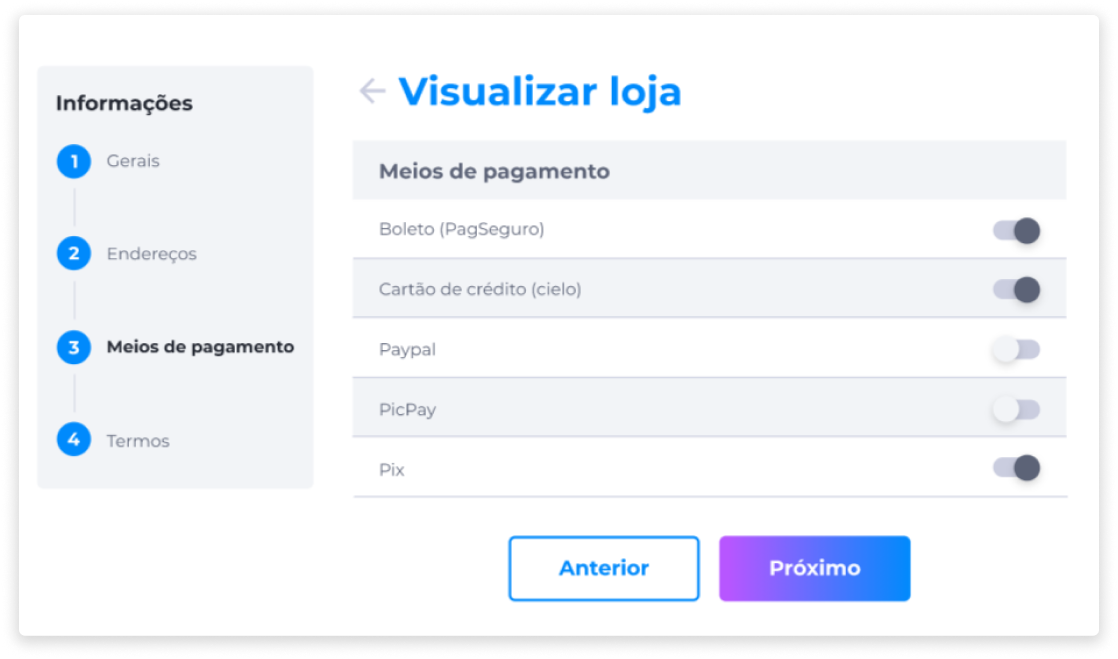 Informações
1 Gerais
2 Endereços
3 Meios de pagamento
4 Termos
Visualizar loja
Meios de pagamento
Boleto (PagSeguro)
Cartão de crédito (cielo)
Paypal
PicPay
Pix
Anterior
Próximo